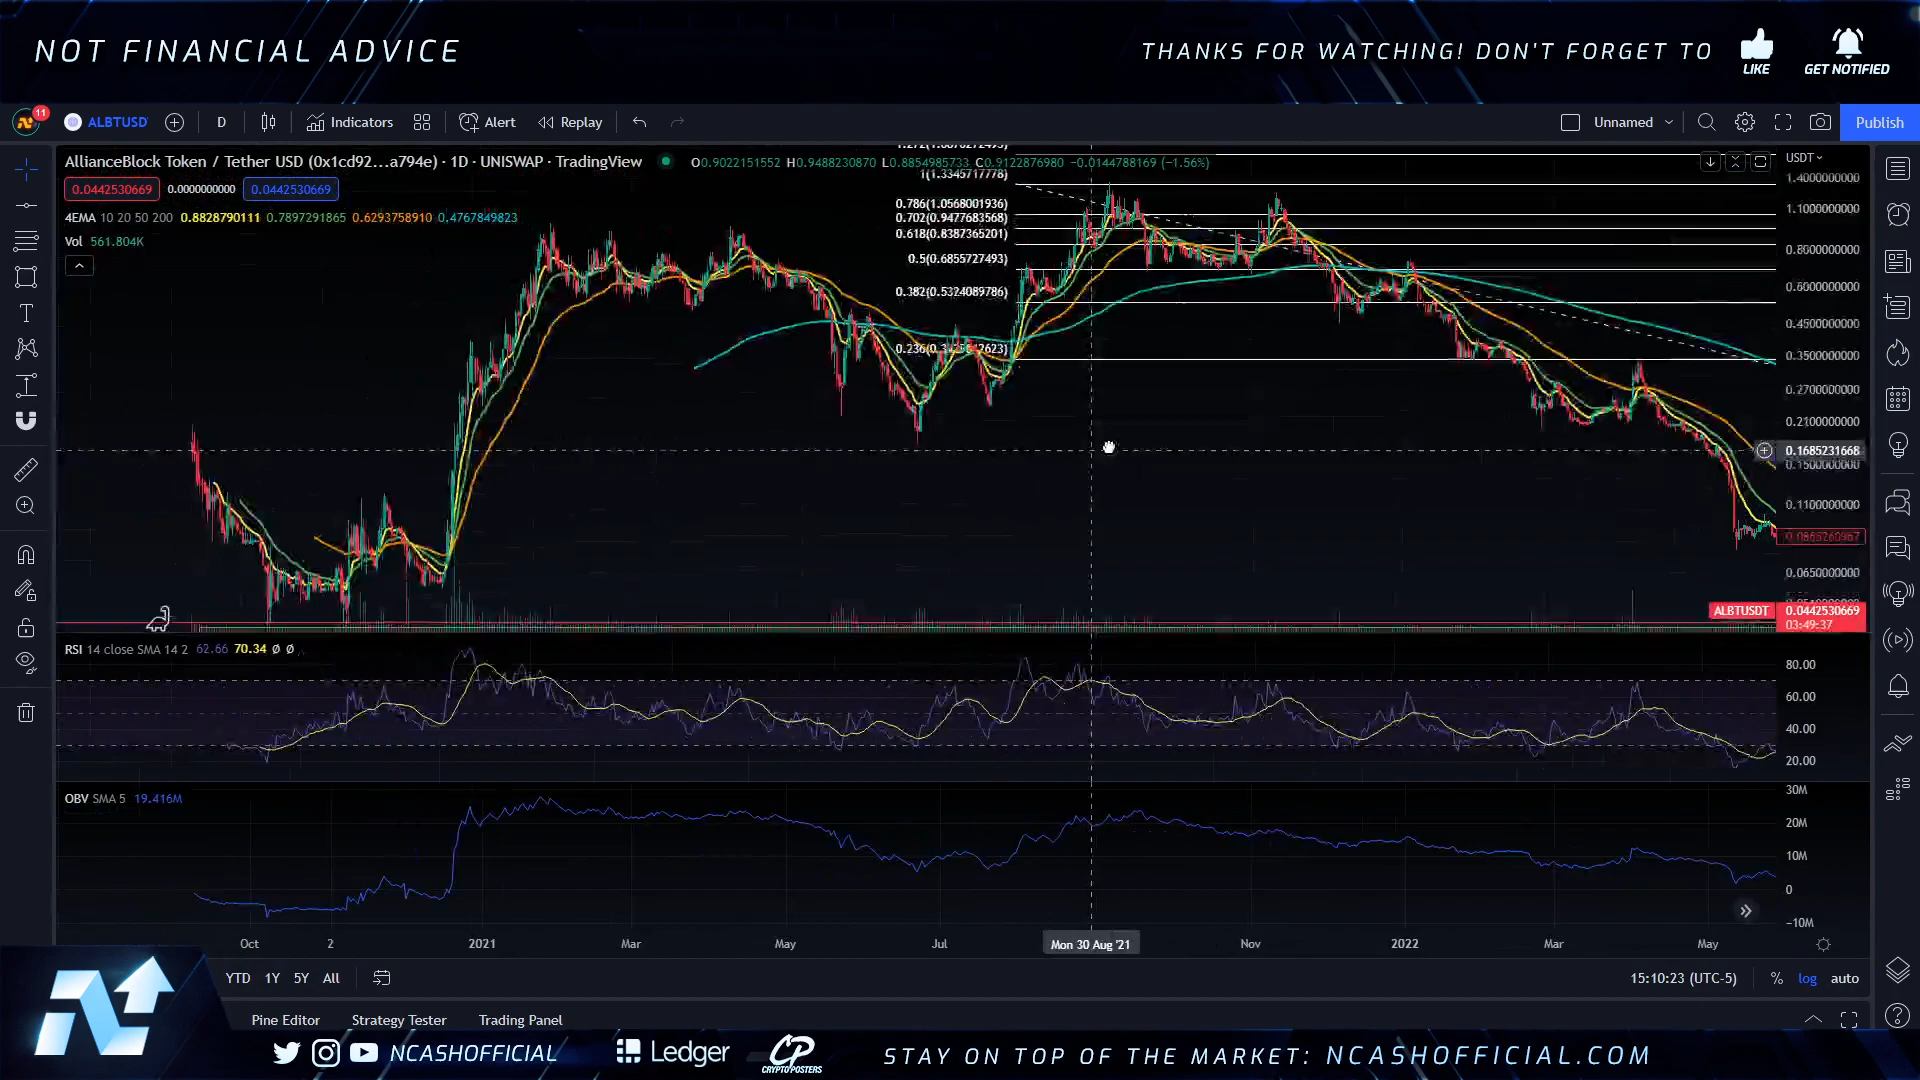 NOT FINANCIAL ADVICE
THANKS FOR WATCHING! DON'T FORGET TO
LIKE
GET NOTIFIED
11
ALBTUSD
D
Indicators
Alert
Replay
Unnamed
Publish
AllianceBlock Token / Tether USD (0x1cd92...a794e) · 1D · UNISWAP · TradingView
O0.9022151552 H0.9488230870 L0.8854985733 C0.9122876980 −0.0144788169 (−1.56%)
USDT
0.0442530669
0.0000000000
0.0442530669
4EMA 10 20 50 200 0.8828790111 0.7897291865 0.6293758910 0.4767849823
Vol 561.804K
1(1.3345717778)
0.786(1.0568001936)
0.702(0.9477683568)
0.618(0.8387365201)
0.5(0.6855727493)
0.382(0.5324089786)
1.4000000000
1.1000000000
0.8600000000
0.6000000000
0.4500000000
0.3500000000
0.2700000000
0.2100000000
0.1685231668
0.1500000000
0.1100000000
0.0865260967
0.0650000000
ALBTUSDT
0.0442530669
03:49:37
RSI 14 close SMA 14 2 62.66 70.34 Ø Ø
80.00
60.00
40.00
20.00
OBV SMA 5 19.416M
30M
20M
10M
0
−10M
Oct
2
2021
Mar
May
Jul
Mon 30 Aug '21
Nov
2022
Mar
May
YTD
1Y
5Y
All
15:10:23 (UTC-5)
%
log
auto
Pine Editor
Strategy Tester
Trading Panel
NCASHOFFICIAL
Ledger
CP
CRYPTOPOSTERS
STAY ON TOP OF THE MARKET: NCASHOFFICIAL.COM